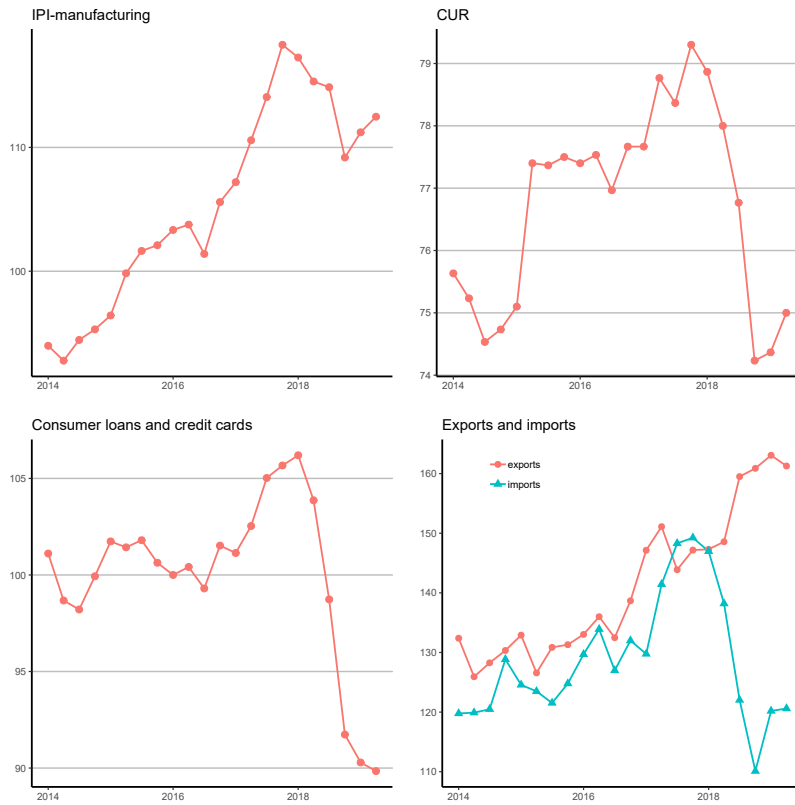 IPI-manufacturing
110
100
2014 2016 2018
CUR
79
78
77
76
75
74
2014 2016 2018
Consumer loans and credit cards
105
100
95
90
2014 2016 2018
Exports and imports
exports
imports
160
150
140
130
120
110
2014 2016 2018